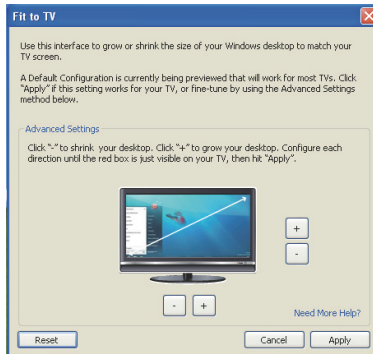 Fit to TV
Use this interface to grow or shrink the size of your Windows desktop to match your
TV screen.
A Default Configuration is currently being previewed that will work for most TVs. Click
"Apply" if this setting works for your TV, or fine-tune by using the Advanced Settings
method below.
Advanced Settings
Click "-" to shrink your desktop. Click "+" to grow your desktop. Configure each
direction until the red box is just visible on your TV, then hit "Apply".
+
-
- +
Need More Help?
Reset Cancel Apply